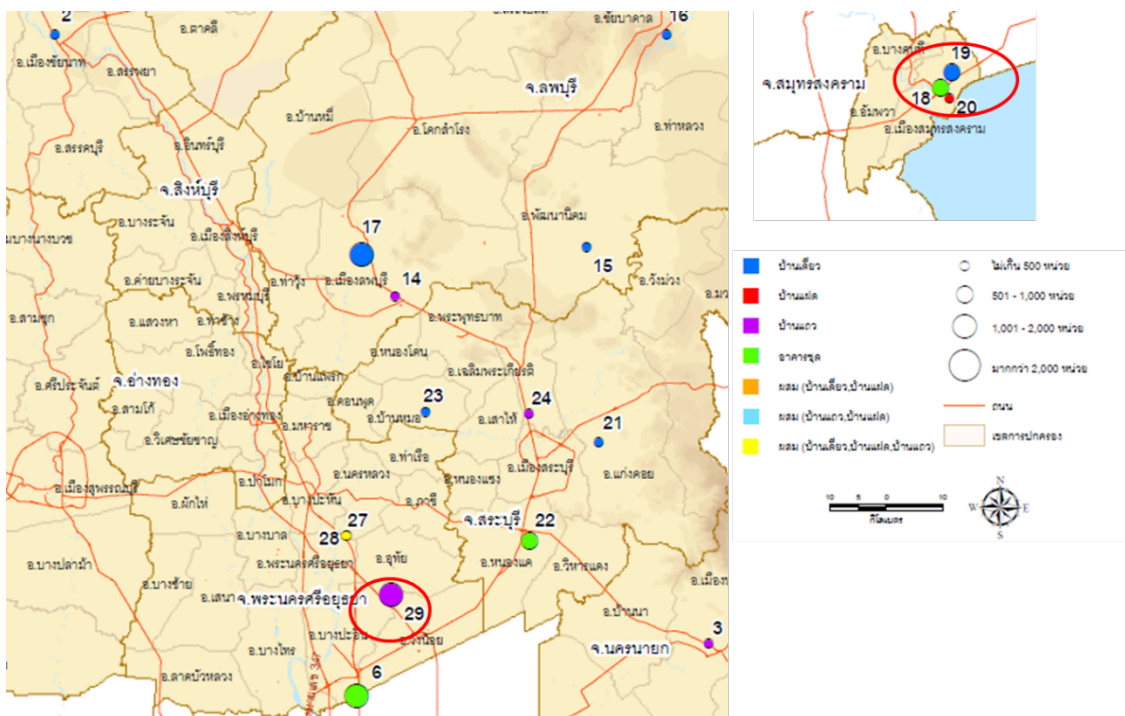 2
อ.เมืองชัยนาท
อ.สรรพยา
อ.ตาคลี
16
อ.ชัยบาดาล
จ.ลพบุรี
อ.บ้านหมี่
อ.โคกสำโรง
อ.ท่าหลวง
อ.สรรคบุรี
อ.อินทร์บุรี
จ.สิงห์บุรี
อ.บางระจัน
อ.เมืองสิงห์บุรี
อ.พัฒนานิคม
17
15
14
อ.ค่ายบางระจัน
อ.ท่าวุ้ง
อ.เมืองลพบุรี
อ.วังม่วง
อ.พรหมบุรี
อ.พระพุทธบาท
อ.สามชุก
อ.แสวงหา
อ.ท่าช้าง
อ.โพธิ์ทอง
อ.ไชโย
อ.หนองโดน
อ.เฉลิมพระเกียรติ
อ.บ้านแพรก
จ.อ่างทอง
อ.ศรีประจันต์
อ.ดอนพุด
23
24
อ.สามโก้
อ.เมืองอ่างทอง
อ.มหาราช
อ.บ้านหมอ
อ.เสาไห้
21
อ.วิเศษชัยชาญ
อ.ท่าเรือ
อ.นครหลวง
อ.หนองแซง
อ.เมืองสระบุรี
อ.แก่งคอย
อ.เมืองสุพรรณบุรี
อ.ป่าโมก
อ.ผักไห่
อ.บางปะหัน
อ.ภาชี
จ.สระบุรี
22
27
28
อ.บางบาล
อ.อุทัย
อ.พระนครศรีอยุธยา
อ.หนองแค
อ.วิหารแดง
อ.บางปลาม้า
อ.บางซ้าย
อ.เสนา
จ.พระนครศรีอยุธยา
29
อ.บ้านนา
อ.บางปะอิน
อ.วังน้อย
อ.บางไทร
จ.นครนายก
3
อ.ลาดบัวหลวง
6
อ.บางคนที
19
จ.สมุทรสงคราม
18
20
อ.อัมพวา
อ.เมืองสมุทรสงคราม
บ้านเดี่ยว
บ้านแฝด
บ้านแถว
อาคารชุด
ผสม (บ้านเดี่ยว,บ้านแฝด)
ผสม (บ้านแถว,บ้านแฝด)
ผสม (บ้านเดี่ยว,บ้านแฝด,บ้านแถว)
ไม่เกิน 500 หน่วย
501 - 1,000 หน่วย
1,001 - 2,000 หน่วย
มากกว่า 2,000 หน่วย
ถนน
เขตการปกครอง
10 5 0 10
กิโลเมตร
N
W E
S